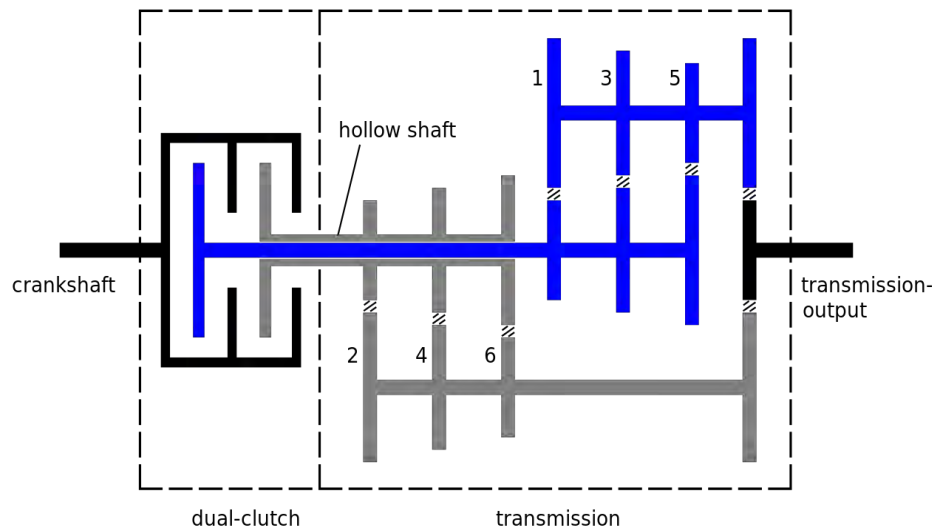 1
3
5
hollow shaft
crankshaft
transmission-
output
2
4
6
dual-clutch
transmission